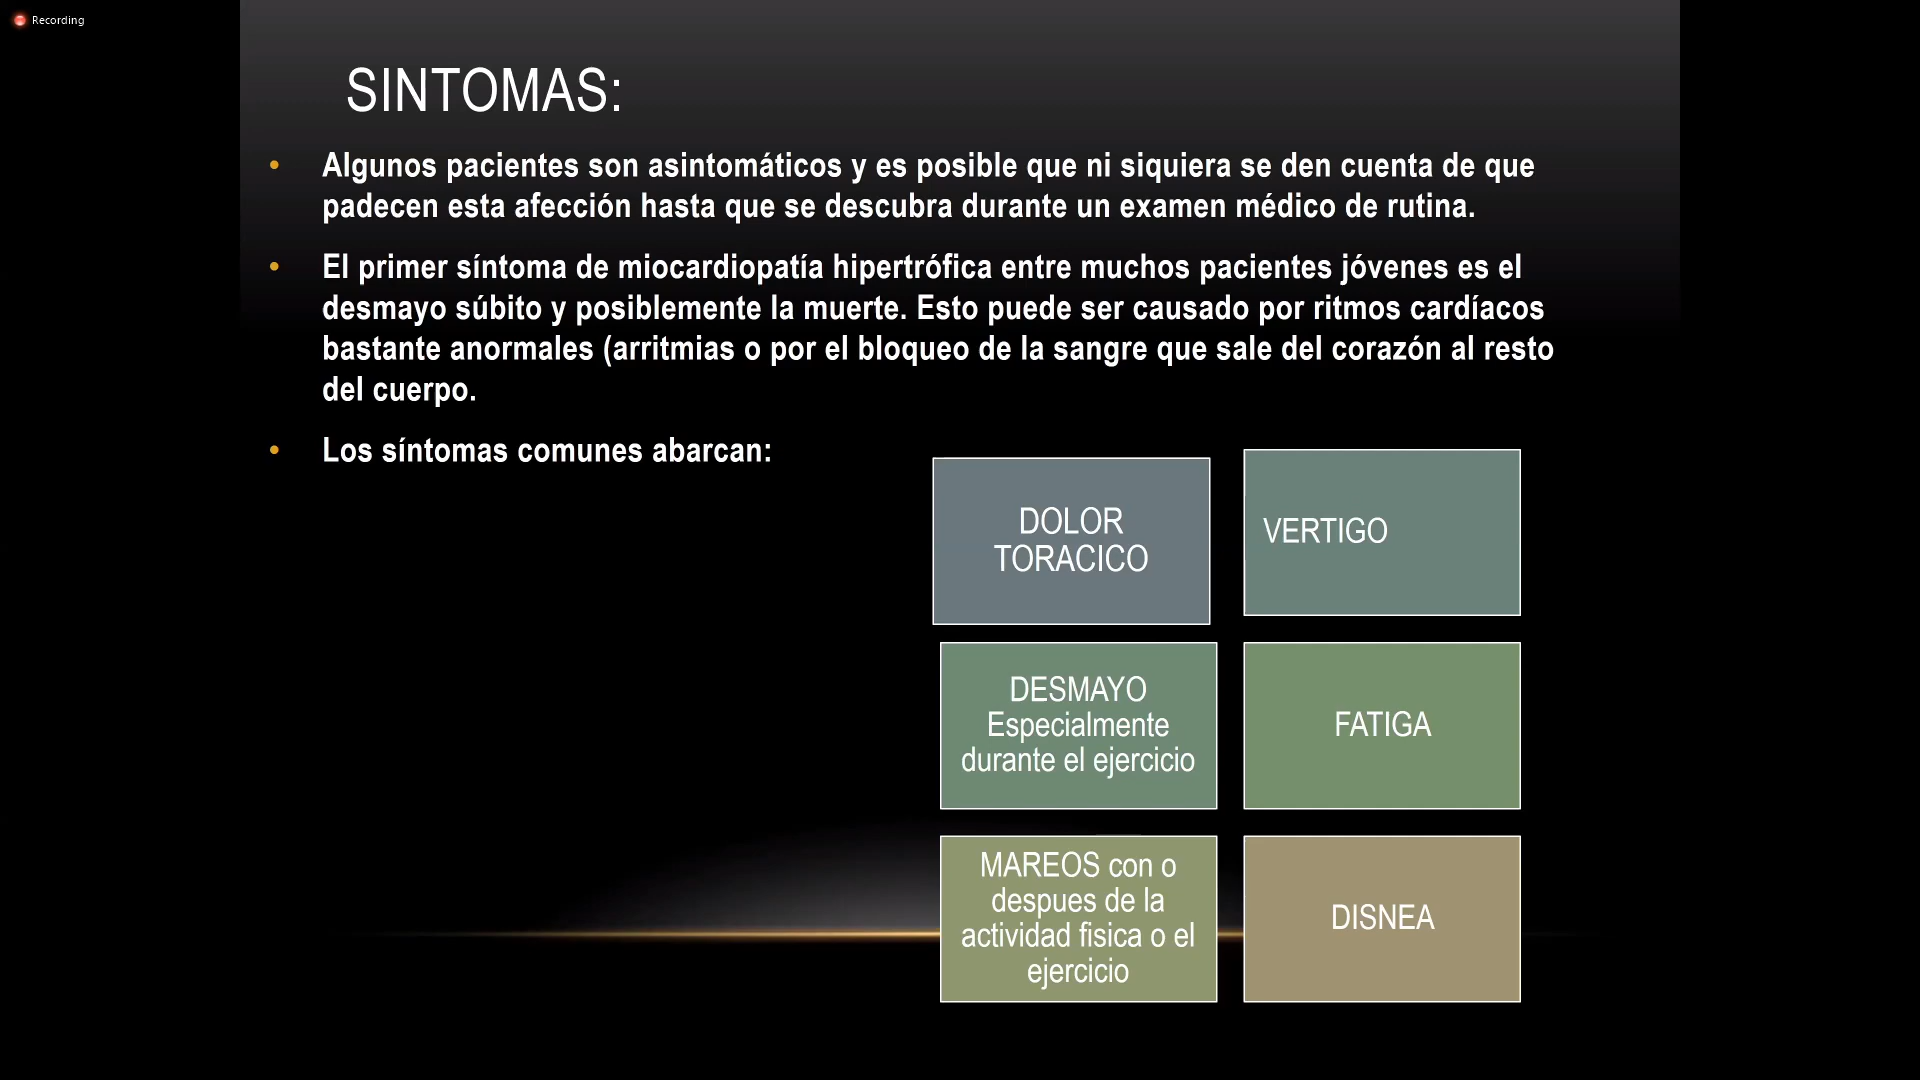 Recording
SINTOMAS:
• Algunos pacientes son asintomáticos y es posible que ni siquiera se den cuenta de que
padecen esta afección hasta que se descubra durante un examen médico de rutina.
• El primer síntoma de miocardiopatía hipertrófica entre muchos pacientes jóvenes es el
desmayo súbito y posiblemente la muerte. Esto puede ser causado por ritmos cardíacos
bastante anormales (arritmias o por el bloqueo de la sangre que sale del corazón al resto
del cuerpo.
• Los síntomas comunes abarcan:
DOLOR
TORACICO
VERTIGO
DESMAYO
Especialmente
durante el ejercicio
FATIGA
MAREOS con o
despues de la
actividad fisica o el
ejercicio
DISNEA